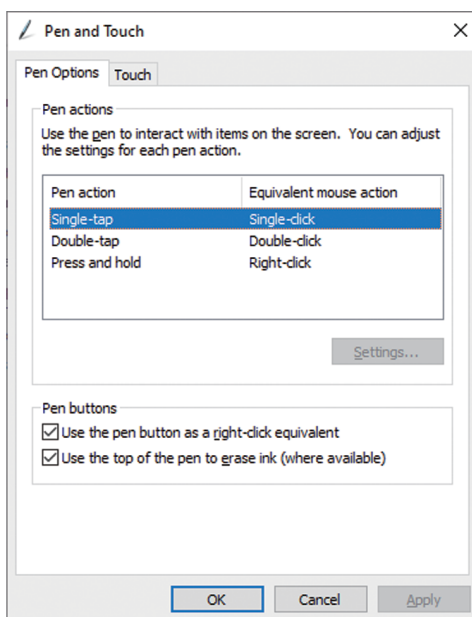 Pen and Touch
Pen Options
Touch
Pen actions
Use the pen to interact with items on the screen. You can adjust
the settings for each pen action.
Pen action Equivalent mouse action
Single-tap Single-click
Double-tap Double-click
Press and hold Right-click
Settings...
Pen buttons
Use the pen button as a right-click equivalent
Use the top of the pen to erase ink (where available)
OK Cancel Apply